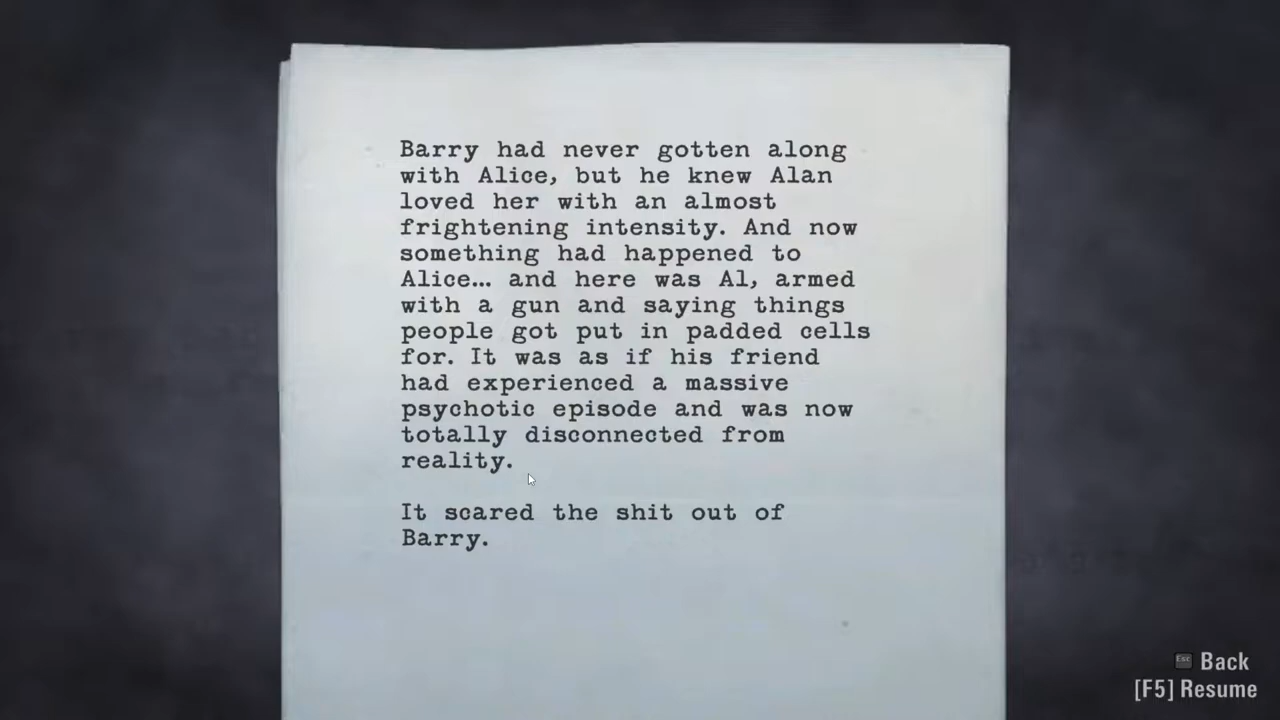 Barry had never gotten along
with Alice, but he knew Alan
loved her with an almost
frightening intensity. And now
something had happened to
Alice... and here was Al, armed
with a gun and saying things
people got put in padded cells
for. It was as if his friend
had experienced a massive
psychotic episode and was now
totally disconnected from
reality.
It scared the shit out of
Barry.
Esc Back
[F5] Resume